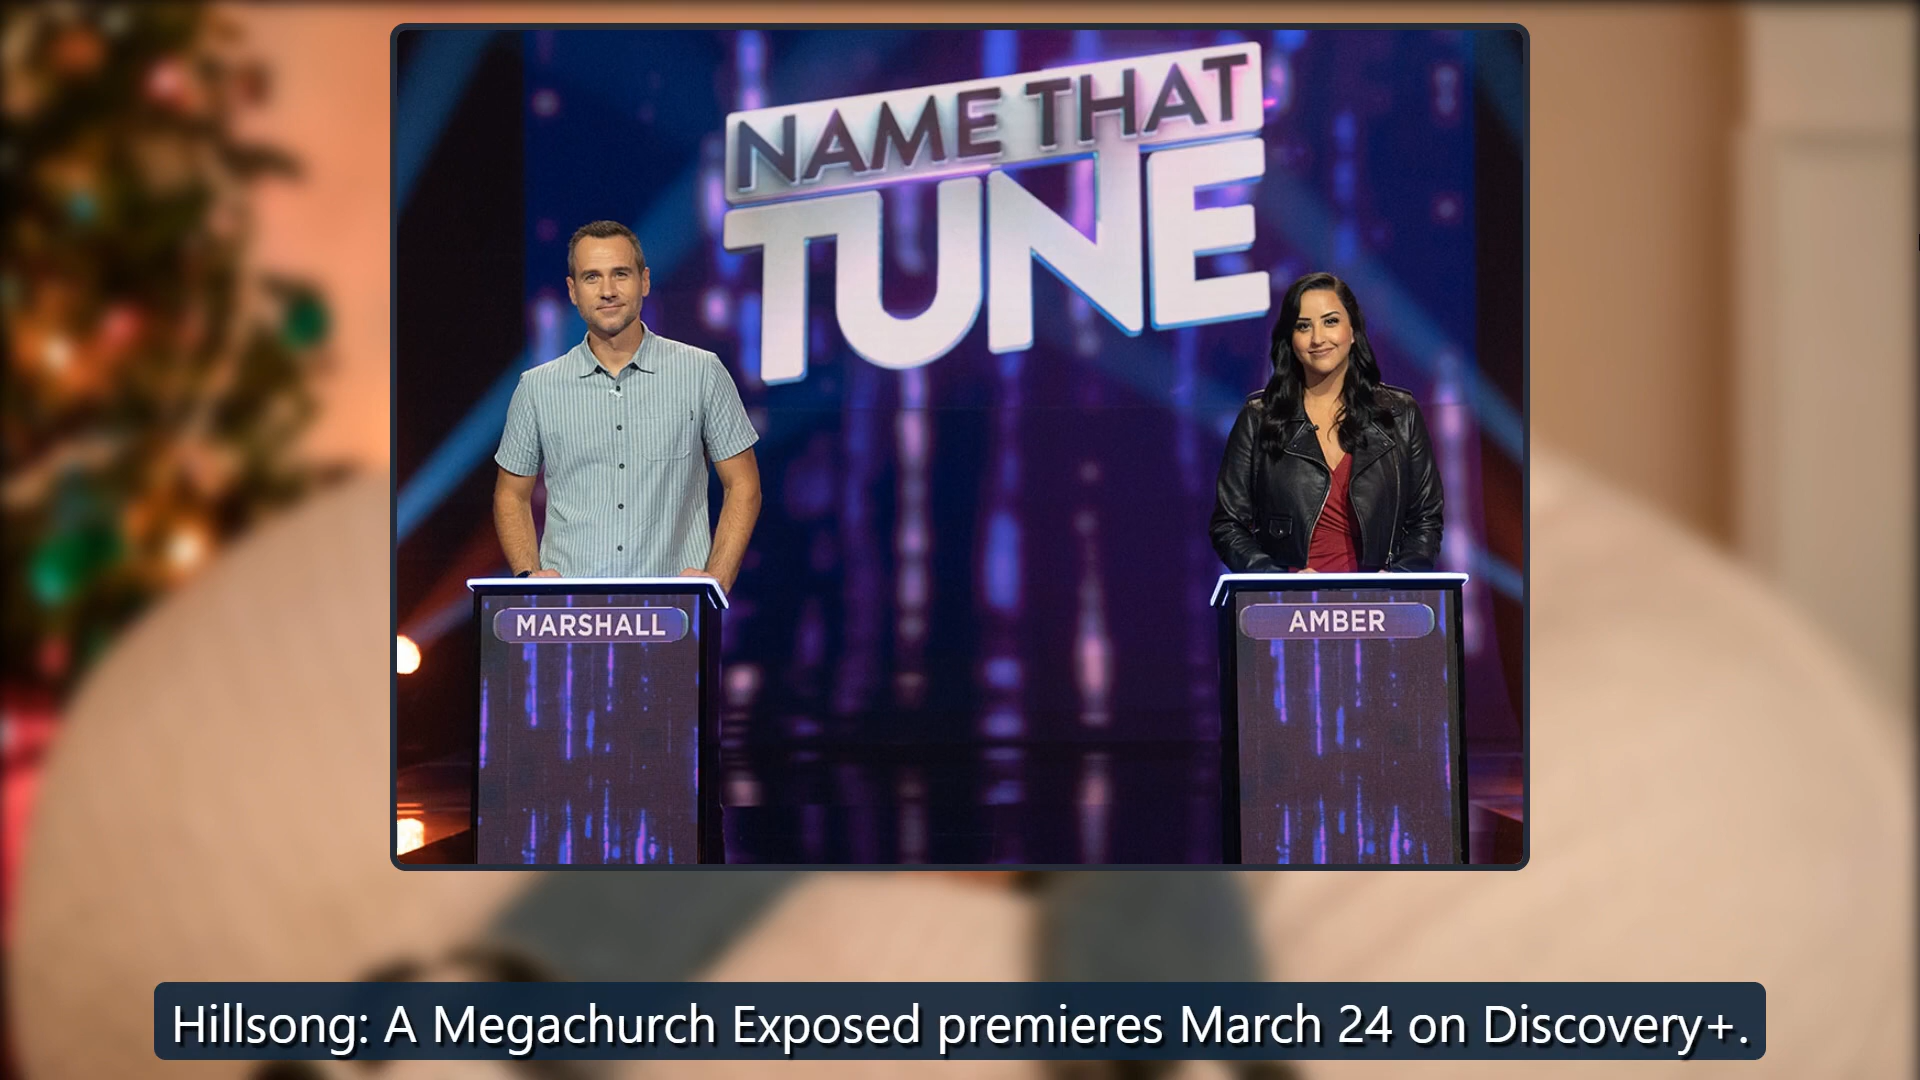 NAME THAT
TUNE
MARSHALL
AMBER
Hillsong: A Megachurch Exposed premieres March 24 on Discovery+.